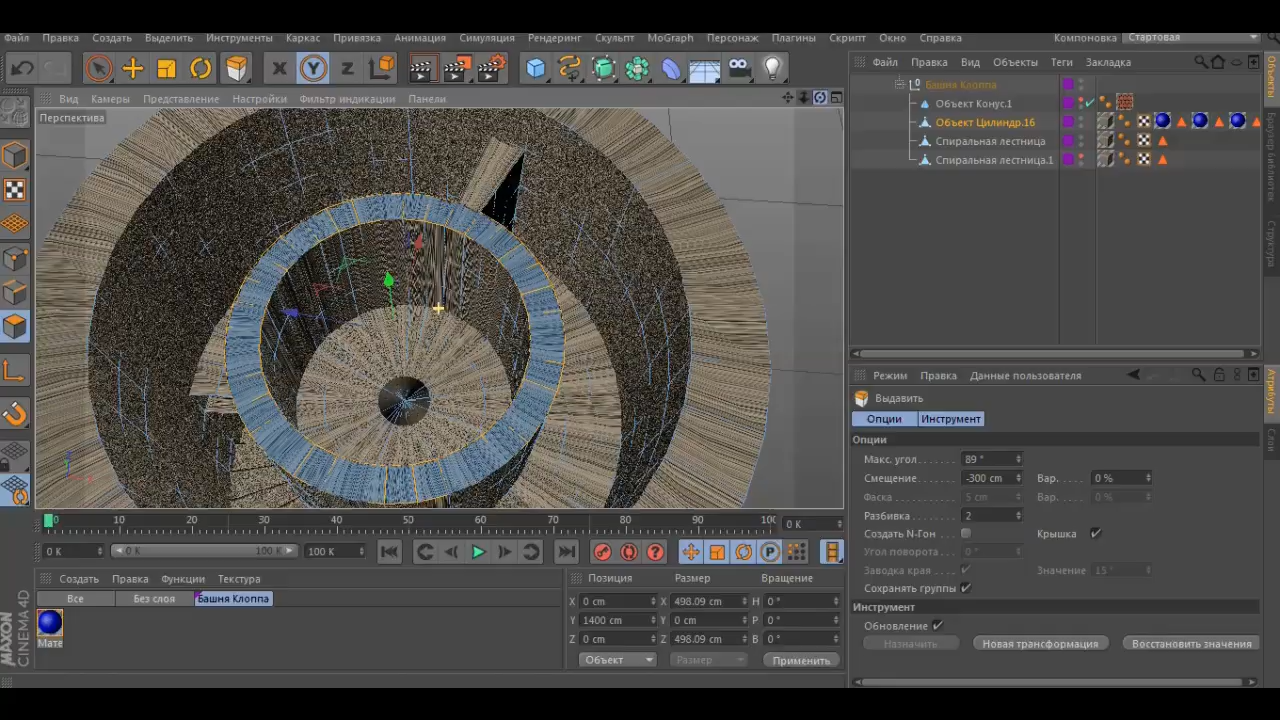 Файл Правка Создать Выделить Инструменты Каркас Привязка Анимация Симуляция Рендеринг Скульпт MoGraph Персонаж Плагины Скрипт Окно Справка Компоновка Стартовая
X Y Z
Файл Правка Вид Объекты Теги Закладка
Вид Камеры Представление Настройки Фильтр индикации Панели
Перспектива
Башня Клоппа
Объект Конус.1
Объект Цилиндр.16
Спиральная лестница
Спиральная лестница.1
Объекты
Браузер библиотек
Структура
Режим Правка Данные пользователя
Выдавить
Опции Инструмент
Опции
Макс. угол 89 °
Смещение -300 cm Вар. 0 %
Фаска 5 cm Вар. 0 %
Разбивка 2
Создать N-Гон Крышка
Угол поворота 0 °
Заводка края Значение 15 °
Сохранять группы
Инструмент
Обновление
Назначить Новая трансформация Восстановить значения
Атрибуты
Слои
0 10 20 30 40 50 60 70 80 90 100 0 K
0 K 0 K 100 K 100 K
Создать Правка Функции Текстура
Все Без слоя Башня Клоппа
Мате
Позиция Размер Вращение
X 0 cm X 498.09 cm H 0 °
Y 1400 cm Y 0 cm P 0 °
Z 0 cm Z 498.09 cm B 0 °
Объект Размер Применить
MAXON CINEMA 4D